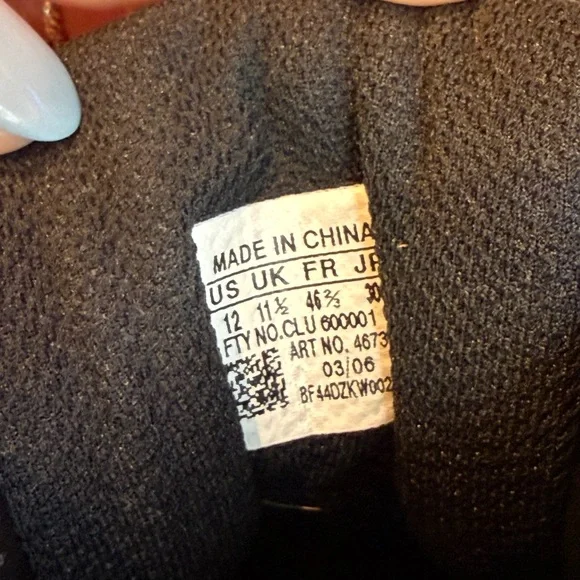 MADE IN CHINA
US UK FR JP
12 11½ 46⅔ 30
FTY NO.CLU 600001
ART NO. 4673
03/06
BF44DZKW002